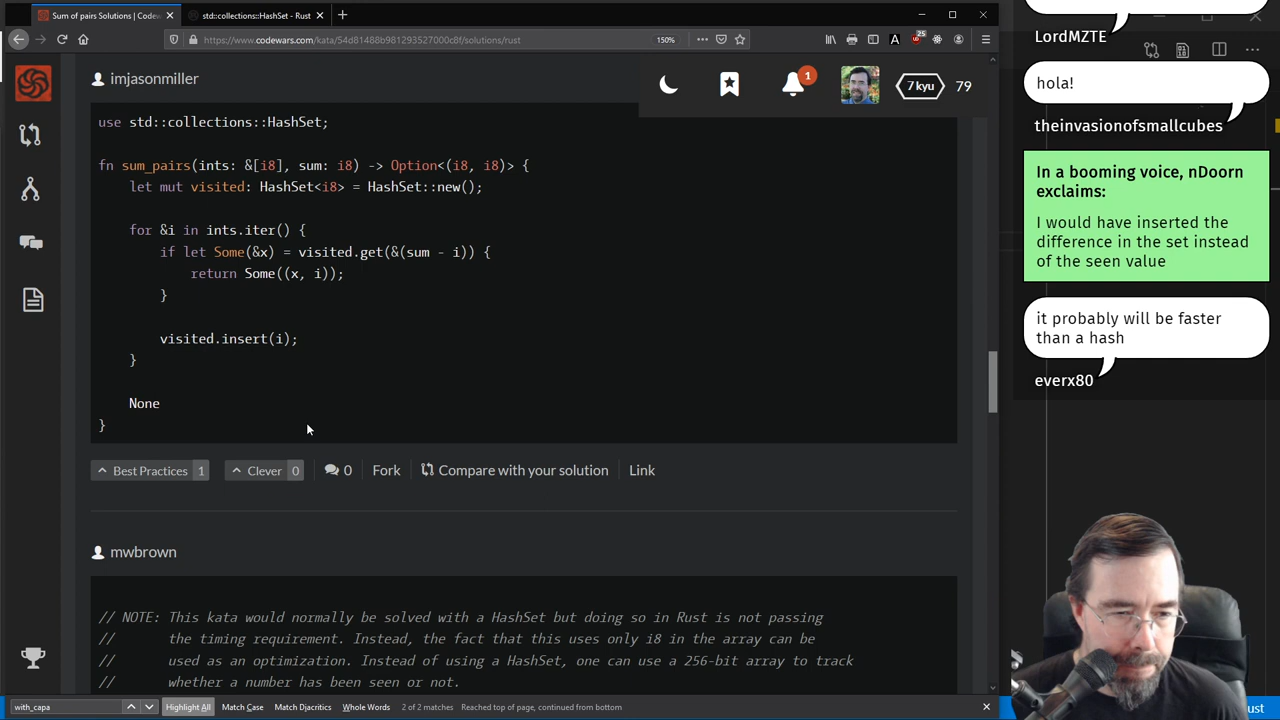 Sum of pairs Solutions | Codew
std::collections::HashSet - Rust
https://www.codewars.com/kata/54d81488b981293527000c8f/solutions/rust
150%
25
imjasonmiller
1
7 kyu
79
use std::collections::HashSet;
fn sum_pairs(ints: &[i8], sum: i8) -> Option<(i8, i8)> {
let mut visited: HashSet<i8> = HashSet::new();
for &i in ints.iter() {
if let Some(&x) = visited.get(&(sum - i)) {
return Some((x, i));
}
visited.insert(i);
}
None
}
Best Practices 1
Clever 0
0
Fork
Compare with your solution
Link
mwbrown
// NOTE: This kata would normally be solved with a HashSet but doing so in Rust is not passing
// the timing requirement. Instead, the fact that this uses only i8 in the array can be
// used as an optimization. Instead of using a HashSet, one can use a 256-bit array to track
// whether a number has been seen or not.
with_capa
Highlight All
Match Case
Match Diacritics
Whole Words
2 of 2 matches
Reached top of page, continued from bottom
LordMZTE
hola!
theinvasionofsmallcubes
In a booming voice, nDoorn
exclaims:
I would have inserted the
difference in the set instead
of the seen value
it probably will be faster
than a hash
everx80
ust